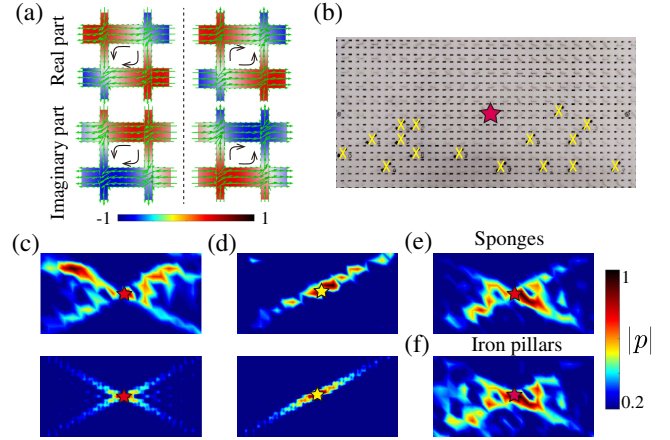 (a)
(b)
Real part
Imaginary part
-1
1
(c)
(d)
(e)
Sponges
(f)
Iron pillars
1
|p|
0.2